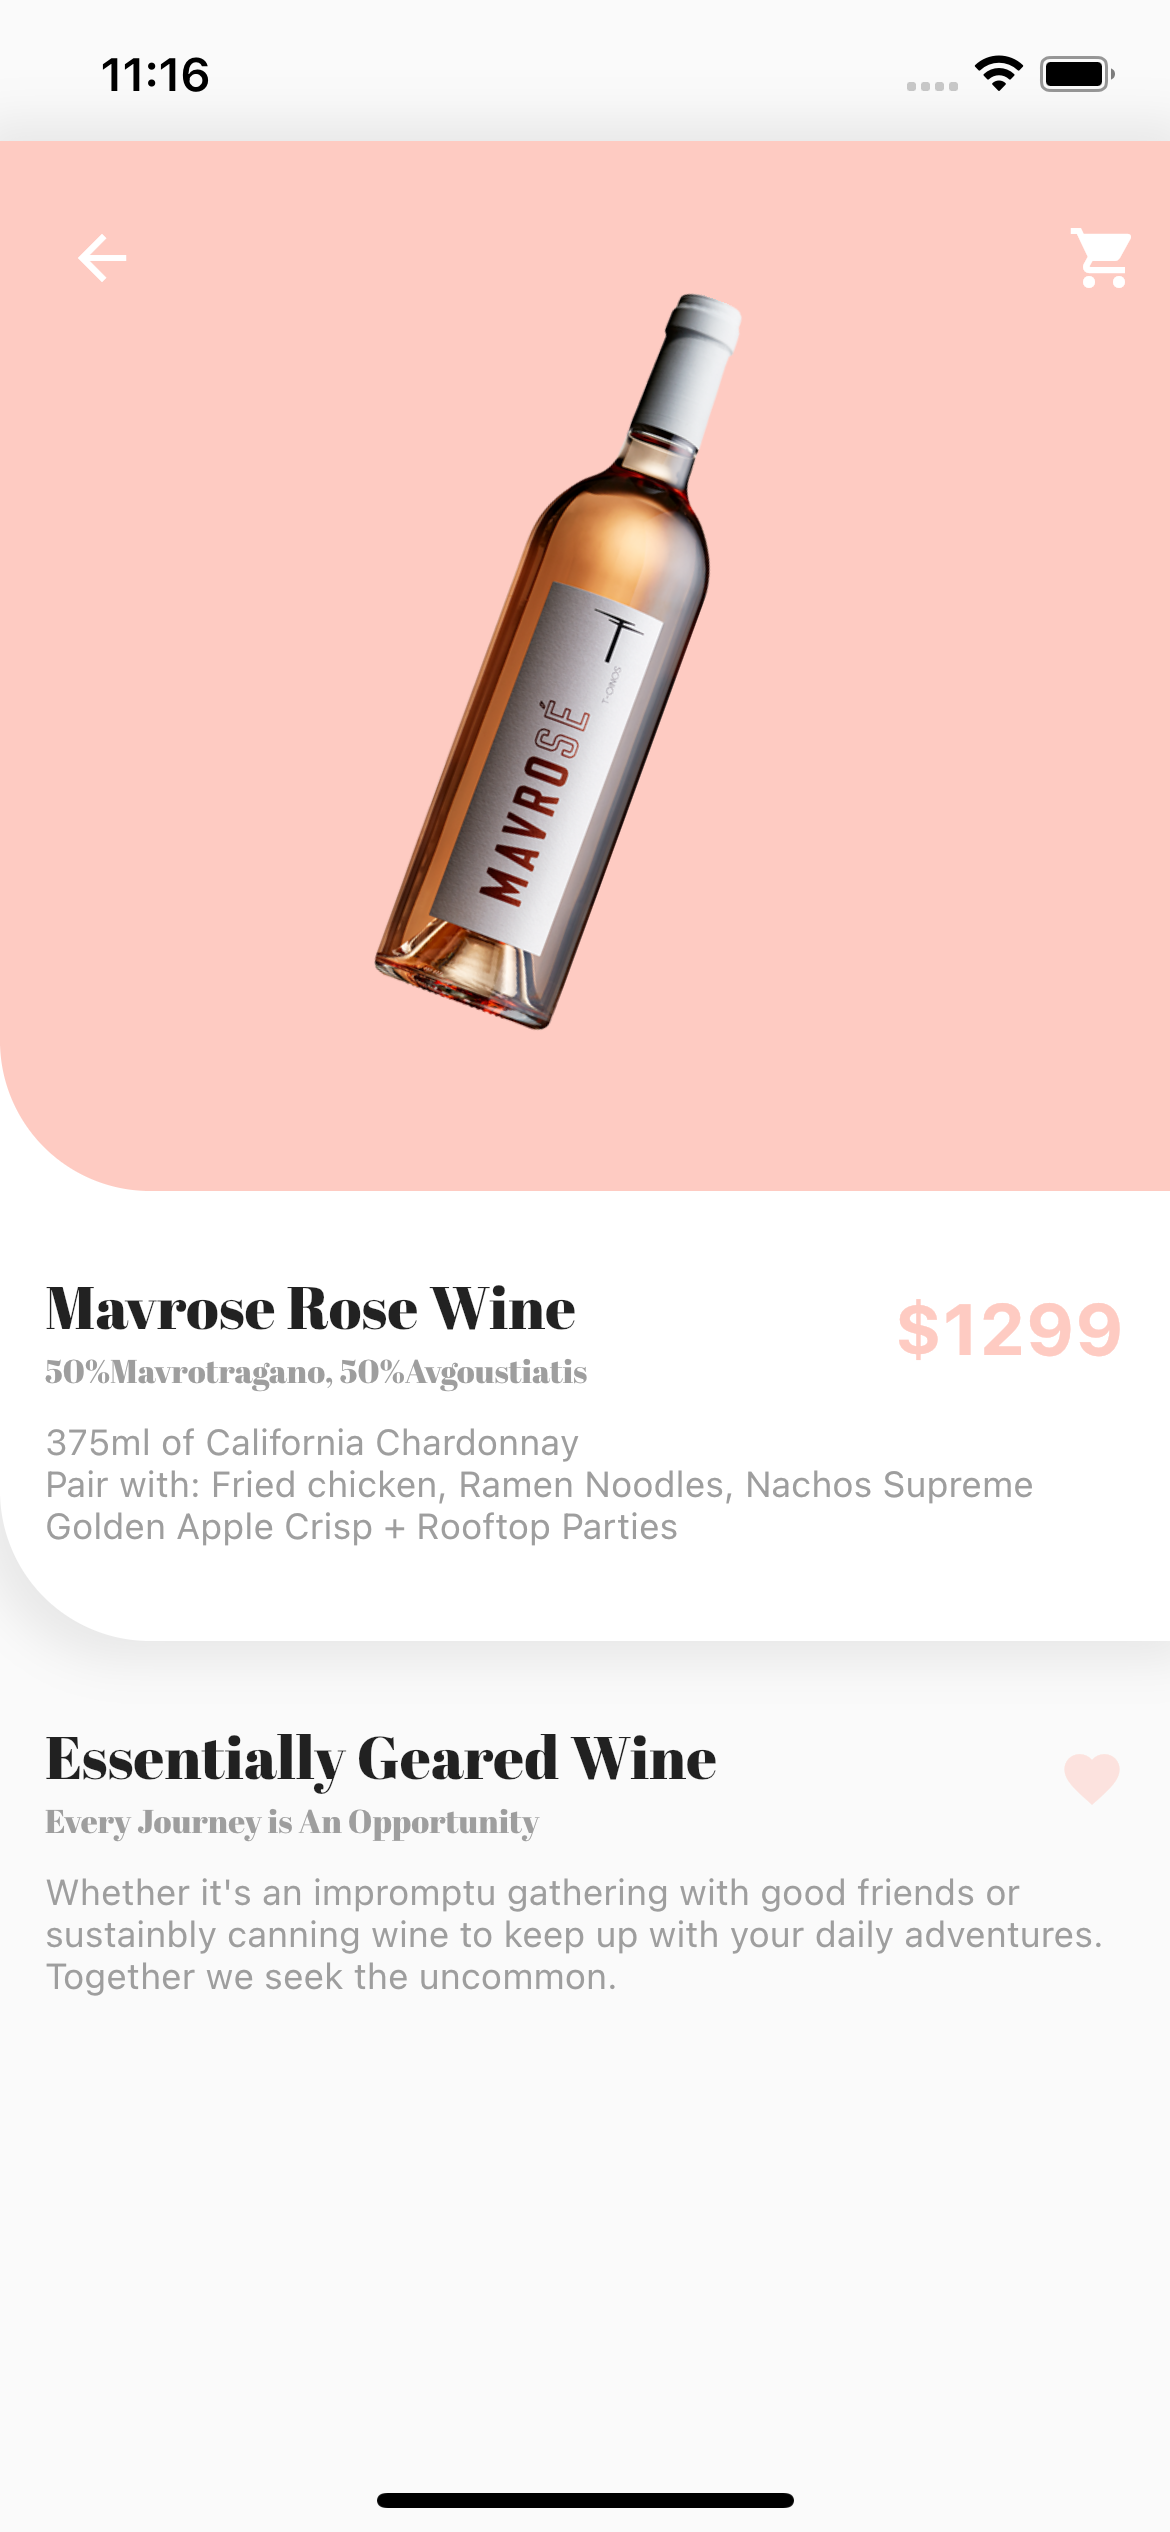 11:16
T
T-OINOS
MAVROSÉ
Mavrose Rose Wine
$1299
50%Mavrotragano, 50%Avgoustiatis
375ml of California Chardonnay
Pair with: Fried chicken, Ramen Noodles, Nachos Supreme
Golden Apple Crisp + Rooftop Parties
Essentially Geared Wine
Every Journey is An Opportunity
Whether it's an impromptu gathering with good friends or
sustainbly canning wine to keep up with your daily adventures.
Together we seek the uncommon.